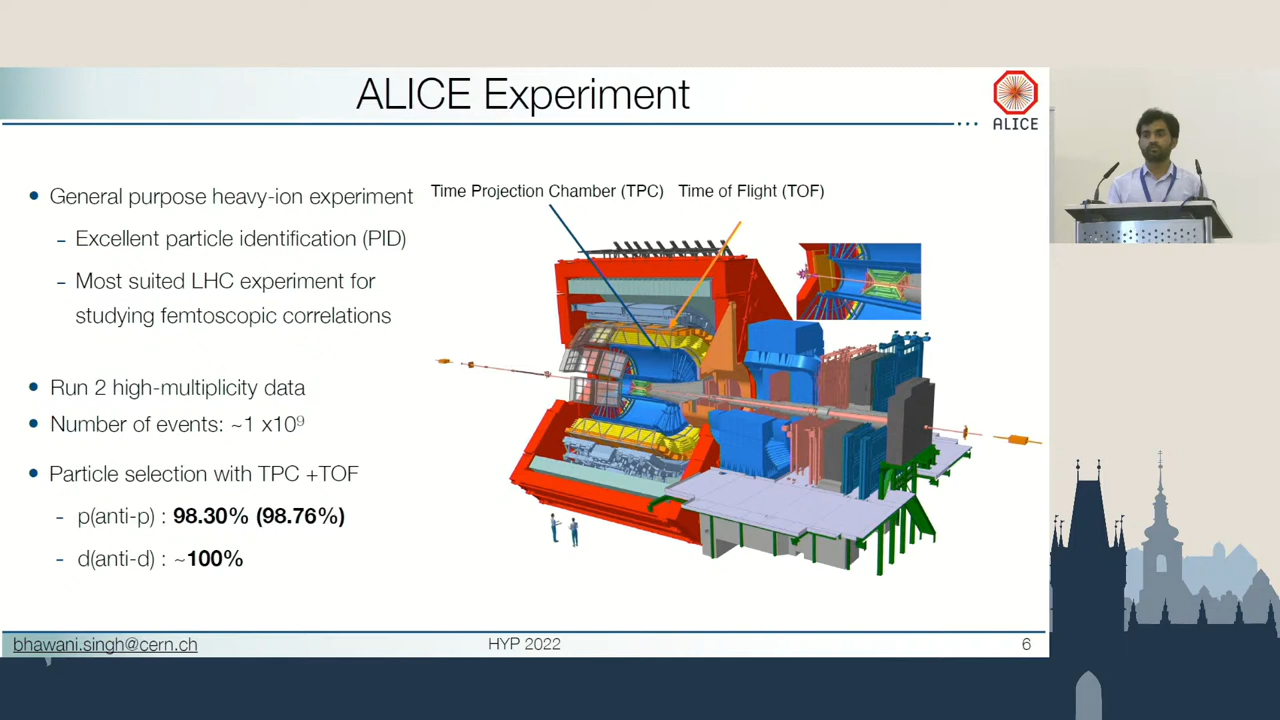 ALICE Experiment
ALICE
• General purpose heavy-ion experiment
- Excellent particle identification (PID)
- Most suited LHC experiment for
studying femtoscopic correlations
• Run 2 high-multiplicity data
• Number of events: ~1 x10⁹
• Particle selection with TPC +TOF
- p(anti-p) : 98.30% (98.76%)
- d(anti-d) : ~100%
Time Projection Chamber (TPC)
Time of Flight (TOF)
bhawani.singh@cern.ch
HYP 2022
6